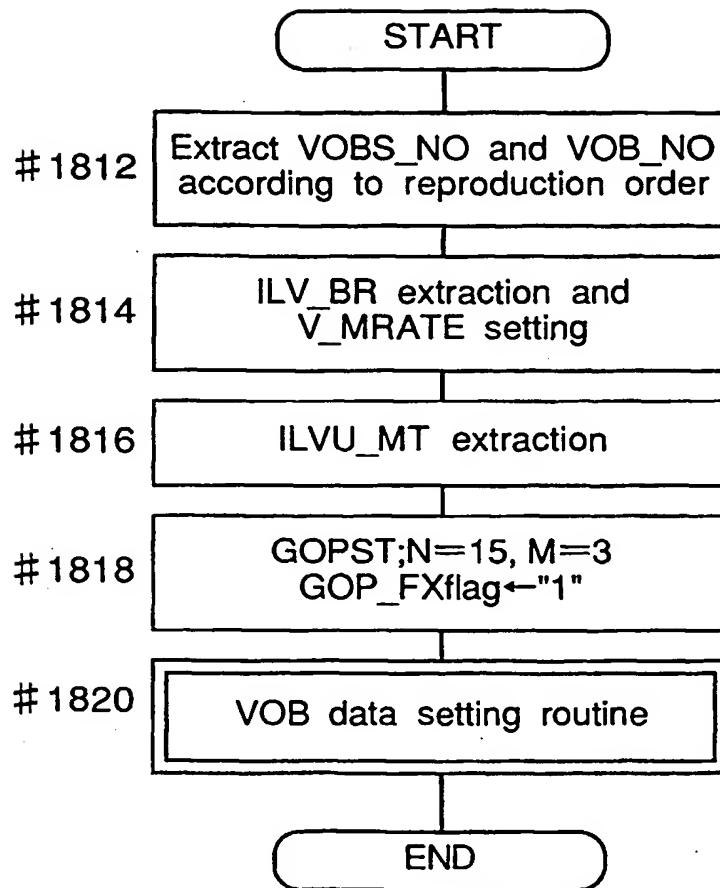 START
#1812
Extract VOBS_NO and VOB_NO
according to reproduction order
#1814
ILV_BR extraction and
V_MRATE setting
#1816
ILVU_MT extraction
#1818
GOPST;N=15, M=3
GOP_FXflag←"1"
#1820
VOB data setting routine
END